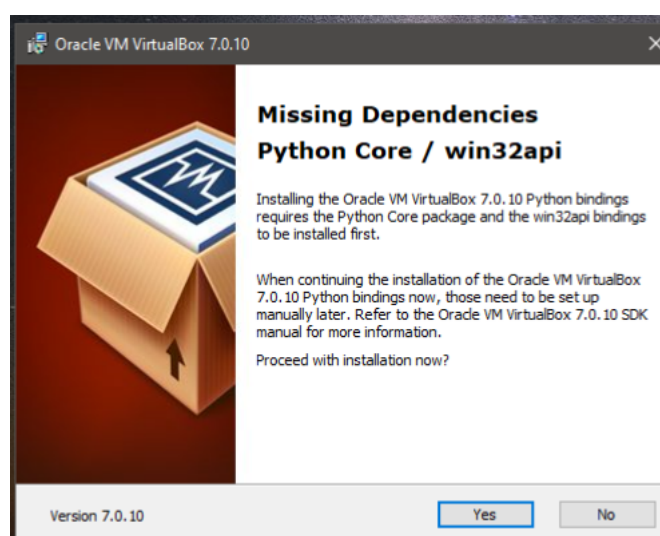 Oracle VM VirtualBox 7.0.10
Missing Dependencies
Python Core / win32api
Installing the Oracle VM VirtualBox 7.0.10 Python bindings
requires the Python Core package and the win32api bindings
to be installed first.
When continuing the installation of the Oracle VM VirtualBox
7.0.10 Python bindings now, those need to be set up
manually later. Refer to the Oracle VM VirtualBox 7.0.10 SDK
manual for more information.
Proceed with installation now?
Version 7.0.10
Yes
No